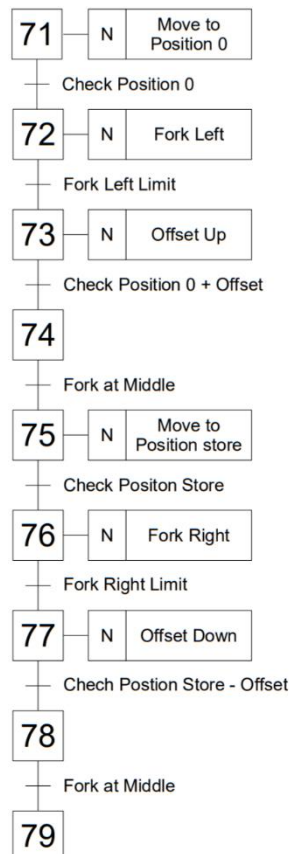 71 N Move to
Position 0
Check Position 0
72 N Fork Left
Fork Left Limit
73 N Offset Up
Check Position 0 + Offset
74
Fork at Middle
75 N Move to
Position store
Check Positon Store
76 N Fork Right
Fork Right Limit
77 N Offset Down
Chech Postion Store - Offset
78
Fork at Middle
79